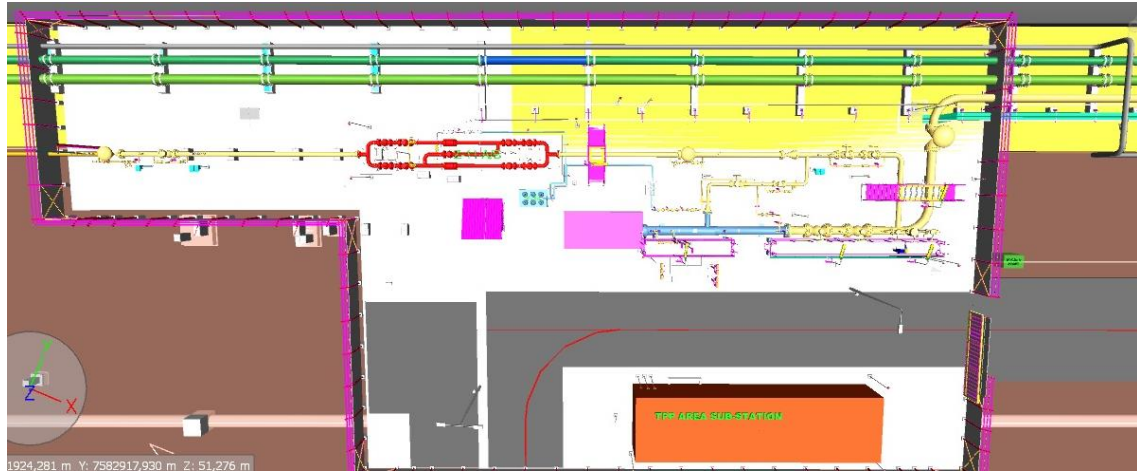 TPP AREA SUB-STATION
Z
X
1924,281 m Y: 7582917,930 m Z: 51,276 m